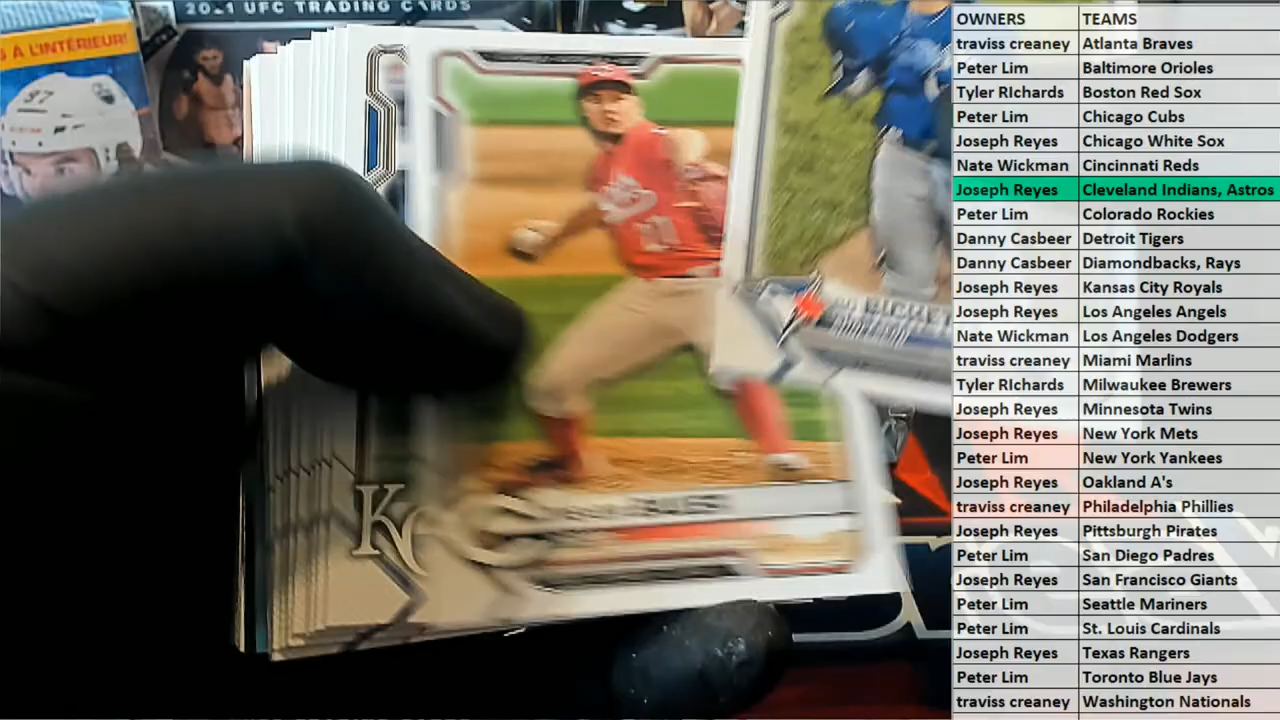 2021 UFC TRADING CARDS
À L'INTÉRIEUR!
97
21
KC
OWNERS TEAMS
traviss creaney Atlanta Braves
Peter Lim Baltimore Orioles
Tyler RIchards Boston Red Sox
Peter Lim Chicago Cubs
Joseph Reyes Chicago White Sox
Nate Wickman Cincinnati Reds
Joseph Reyes Cleveland Indians, Astros
Peter Lim Colorado Rockies
Danny Casbeer Detroit Tigers
Danny Casbeer Diamondbacks, Rays
Joseph Reyes Kansas City Royals
Joseph Reyes Los Angeles Angels
Nate Wickman Los Angeles Dodgers
traviss creaney Miami Marlins
Tyler RIchards Milwaukee Brewers
Joseph Reyes Minnesota Twins
Joseph Reyes New York Mets
Peter Lim New York Yankees
Joseph Reyes Oakland A's
traviss creaney Philadelphia Phillies
Joseph Reyes Pittsburgh Pirates
Peter Lim San Diego Padres
Joseph Reyes San Francisco Giants
Peter Lim Seattle Mariners
Peter Lim St. Louis Cardinals
Joseph Reyes Texas Rangers
Peter Lim Toronto Blue Jays
traviss creaney Washington Nationals